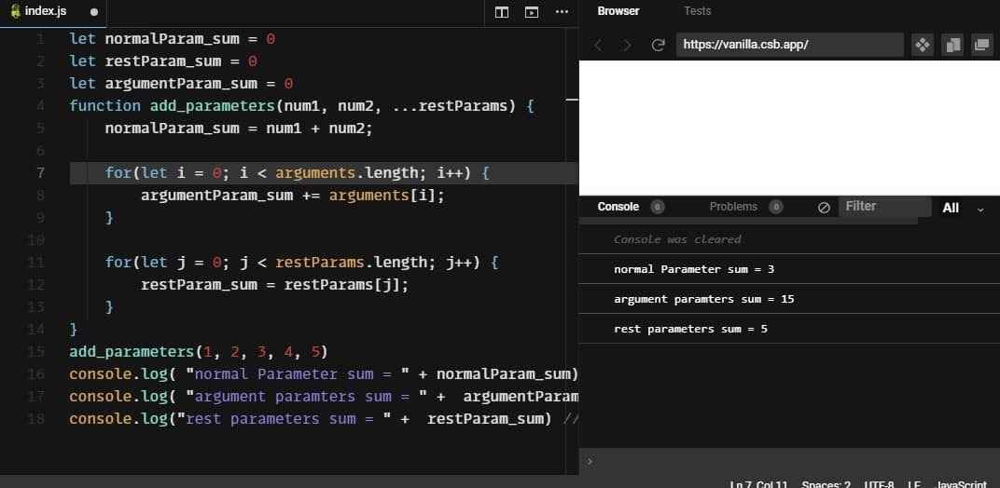 index.js
1 let normalParam_sum = 0
2 let restParam_sum = 0
3 let argumentParam_sum = 0
4 function add_parameters(num1, num2, ...restParams) {
5 normalParam_sum = num1 + num2;
6
7 for(let i = 0; i < arguments.length; i++) {
8 argumentParam_sum += arguments[i];
9 }
10
11 for(let j = 0; j < restParams.length; j++) {
12 restParam_sum = restParams[j];
13 }
14 }
15 add_parameters(1, 2, 3, 4, 5)
16 console.log( "normal Parameter sum = " + normalParam_sum)
17 console.log( "argument paramters sum = " +  argumentParam
18 console.log("rest parameters sum = " +  restParam_sum) //
Browser Tests
https://vanilla.csb.app/
Console 0 Problems 0 Filter All
Console was cleared
normal Parameter sum = 3
argument paramters sum = 15
rest parameters sum = 5
Ln 7, Col 11 Spaces: 2 UTF-8 LF JavaScript